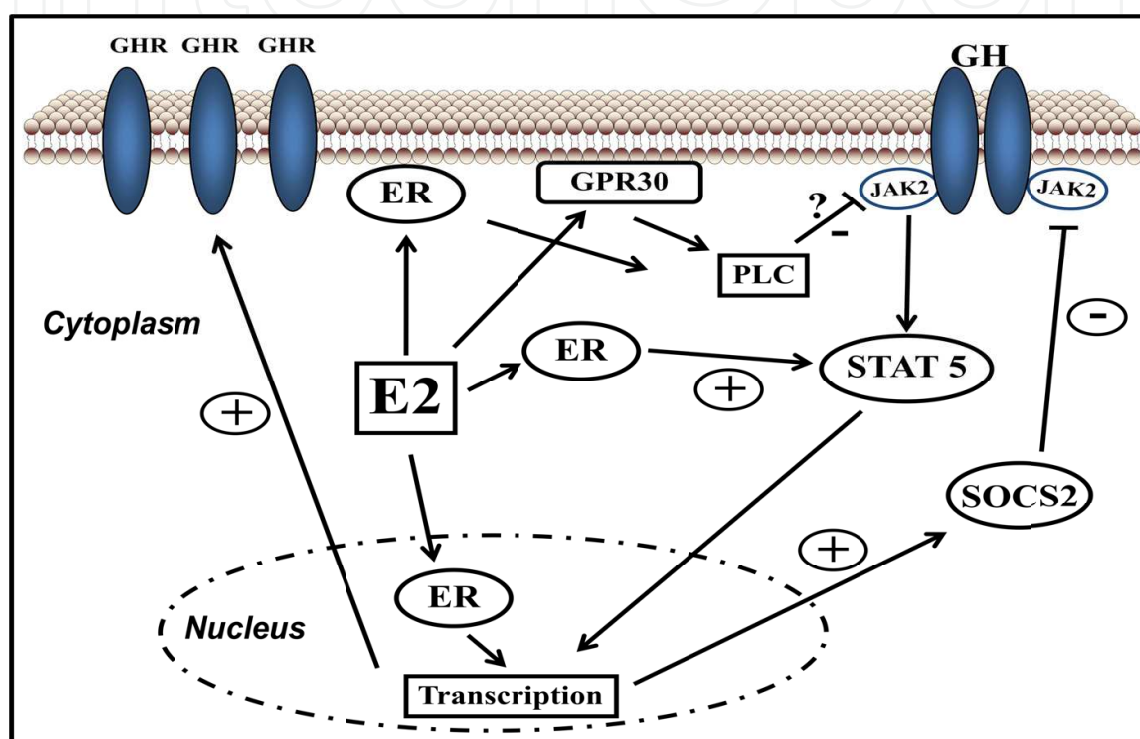 GHR GHR GHR
GH
ER
GPR30
JAK2
JAK2
?
-
PLC
Cytoplasm
ER
STAT 5
E2
+
+
-
SOCS2
+
ER
Nucleus
Transcription